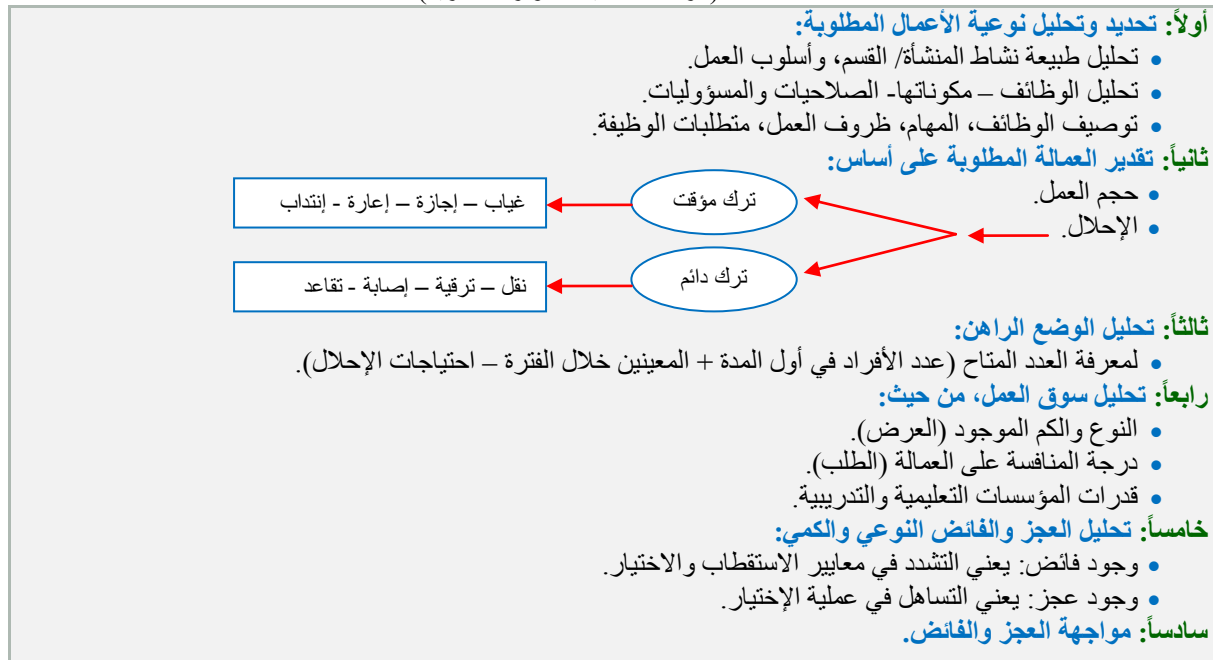 أولاً: تحديد وتحليل نوعية الأعمال المطلوبة:
• تحليل طبيعة نشاط المنشأة/ القسم، وأسلوب العمل.
• تحليل الوظائف – مكوناتها- الصلاحيات والمسؤوليات.
• توصيف الوظائف، المهام، ظروف العمل، متطلبات الوظيفة.
ثانياً: تقدير العمالة المطلوبة على أساس:
• حجم العمل.
• الإحلال.
ترك مؤقت
غياب – إجازة – إعارة - إنتداب
ترك دائم
نقل – ترقية – إصابة - تقاعد
ثالثاً: تحليل الوضع الراهن:
• لمعرفة العدد المتاح (عدد الأفراد في أول المدة + المعينين خلال الفترة – احتياجات الإحلال).
رابعاً: تحليل سوق العمل، من حيث:
• النوع والكم الموجود (العرض).
• درجة المنافسة على العمالة (الطلب).
• قدرات المؤسسات التعليمية والتدريبية.
خامساً: تحليل العجز والفائض النوعي والكمي:
• وجود فائض: يعني التشدد في معايير الاستقطاب والاختيار.
• وجود عجز: يعني التساهل في عملية الإختيار.
سادساً: مواجهة العجز والفائض.